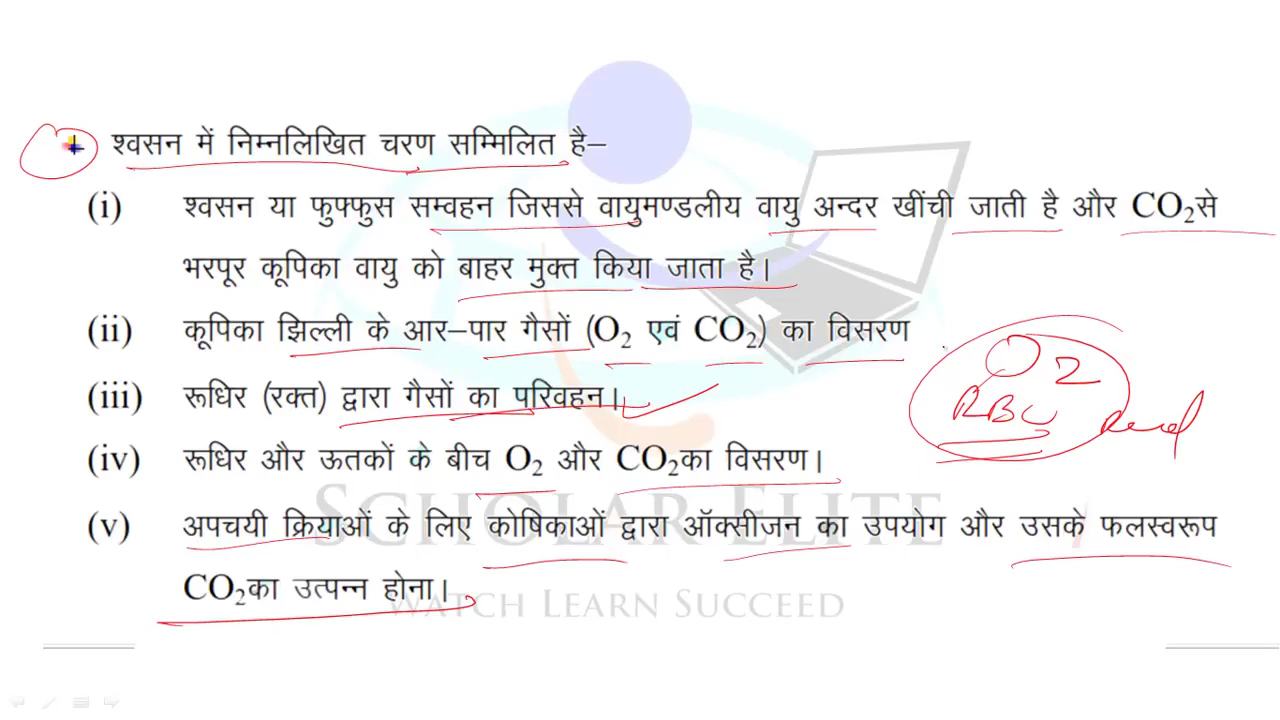 श्वसन में निम्नलिखित चरण सम्मिलित है–
(i) श्वसन या फुफ्फुस सम्वहन जिससे वायुमण्डलीय वायु अन्दर खींची जाती है और CO₂से
भरपूर कूपिका वायु को बाहर मुक्त किया जाता है।
(ii) कूपिका झिल्ली के आर–पार गैसों (O₂ एवं CO₂) का विसरण
(iii) रूधिर (रक्त) द्वारा गैसों का परिवहन।
O2
RBC
(iv) रूधिर और ऊतकों के बीच O₂ और CO₂का विसरण।
SCHOLAR ELITE
(v) अपचयी क्रियाओं के लिए कोषिकाओं द्वारा ऑक्सीजन का उपयोग और उसके फलस्वरूप
CO₂का उत्पन्न होना।
WATCH LEARN SUCCEED